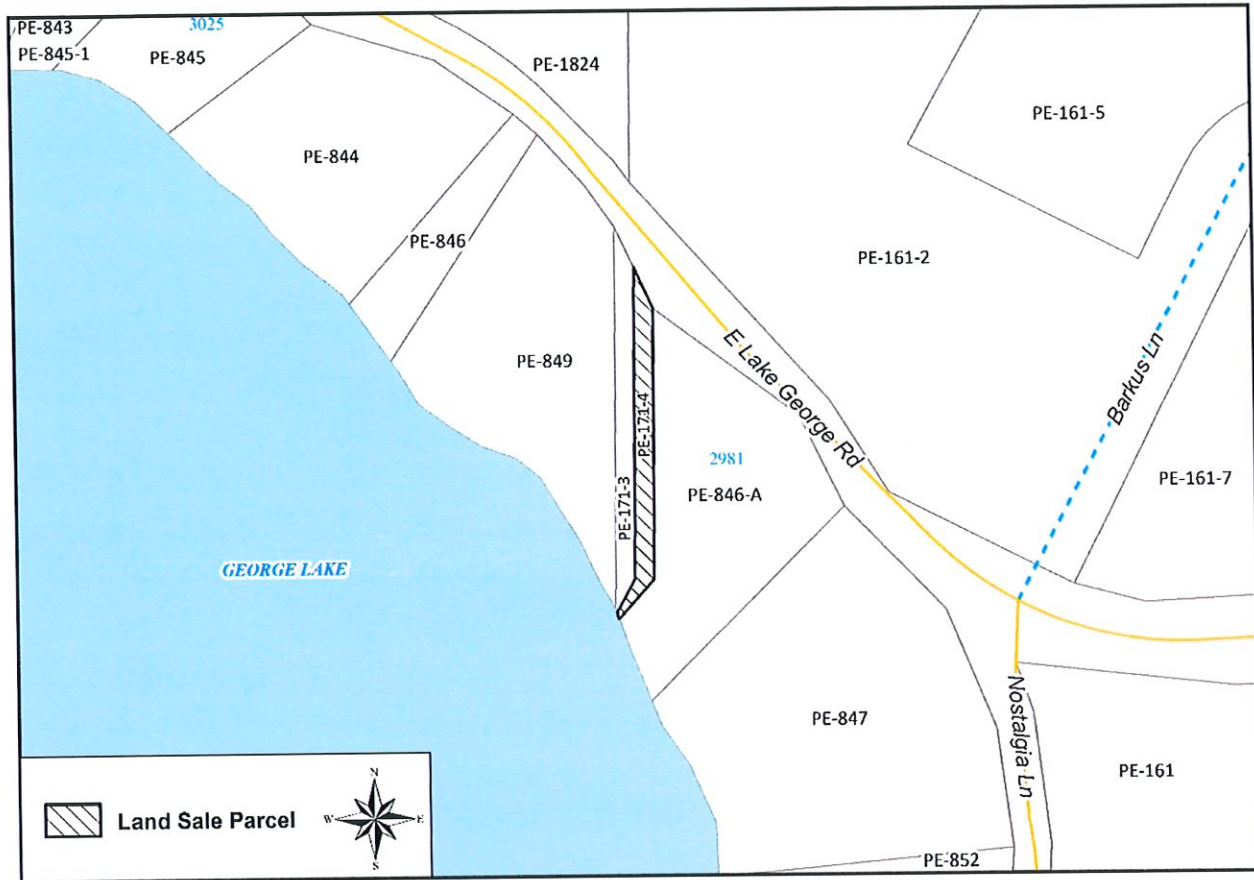 PE-843
3025
PE-845-1
PE-845
PE-1824
PE-161-5
PE-844
PE-846
PE-161-2
PE-849
E Lake George Rd
Barkus Ln
PE-171-4
PE-171-3
2981
PE-846-A
PE-161-7
GEORGE LAKE
Nostalgia Ln
PE-847
PE-161
PE-852
Land Sale Parcel
N
W
E
S